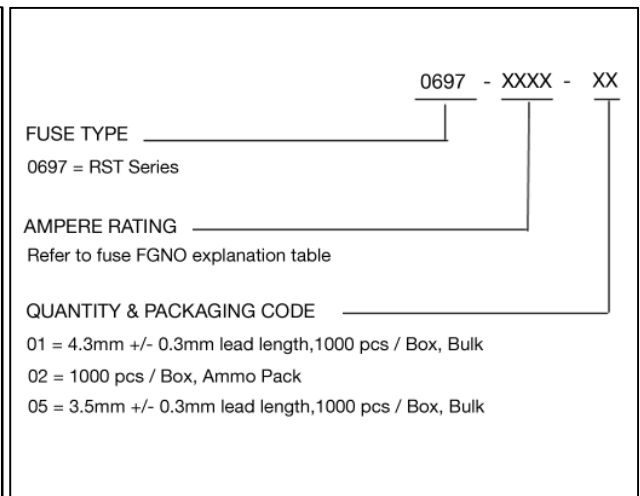 0697 - XXXX - XX
FUSE TYPE
0697 = RST Series
AMPERE RATING
Refer to fuse FGNO explanation table
QUANTITY & PACKAGING CODE
01 = 4.3mm +/- 0.3mm lead length,1000 pcs / Box, Bulk
02 = 1000 pcs / Box, Ammo Pack
05 = 3.5mm +/- 0.3mm lead length,1000 pcs / Box, Bulk